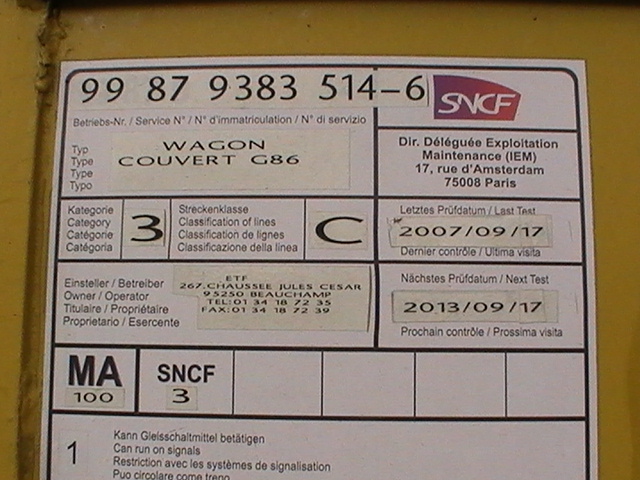 99 87 9383 514-6
SNCF
Betriebs-Nr. / Service N° / N° d'immatriculation / N° di servizio
Typ
Type
Type
Typo
WAGON
COUVERT G86
Dir. Déléguée Exploitation
Maintenance (IEM)
17, rue d'Amsterdam
75008 Paris
Kategorie
Category
Catégorie
Catégoria
3
Streckenklasse
Classification of lines
Classification de lignes
Classificazione della línea
C
Letztes Prüfdatum / Last Test
2007/09/17
Dernier contrôle / Ultima visita
Einsteller / Betreiber
Owner / Operator
Titulaire / Propriétaire
Proprietario / Esercente
ETF
267.CHAUSSEE JULES CESAR
95250 BEAUCHAMP
TEL:01 34 18 72 35
FAX:01 34 18 72 39
Nächstes Prüfdatum / Next Test
2013/09/17
Prochain contrôle / Prossima visita
MA
100
SNCF
3
1
Kann Gleisschaltmittel betätigen
Can run on signals
Restriction avec les systèmes de signalisation
Puo circolare come treno